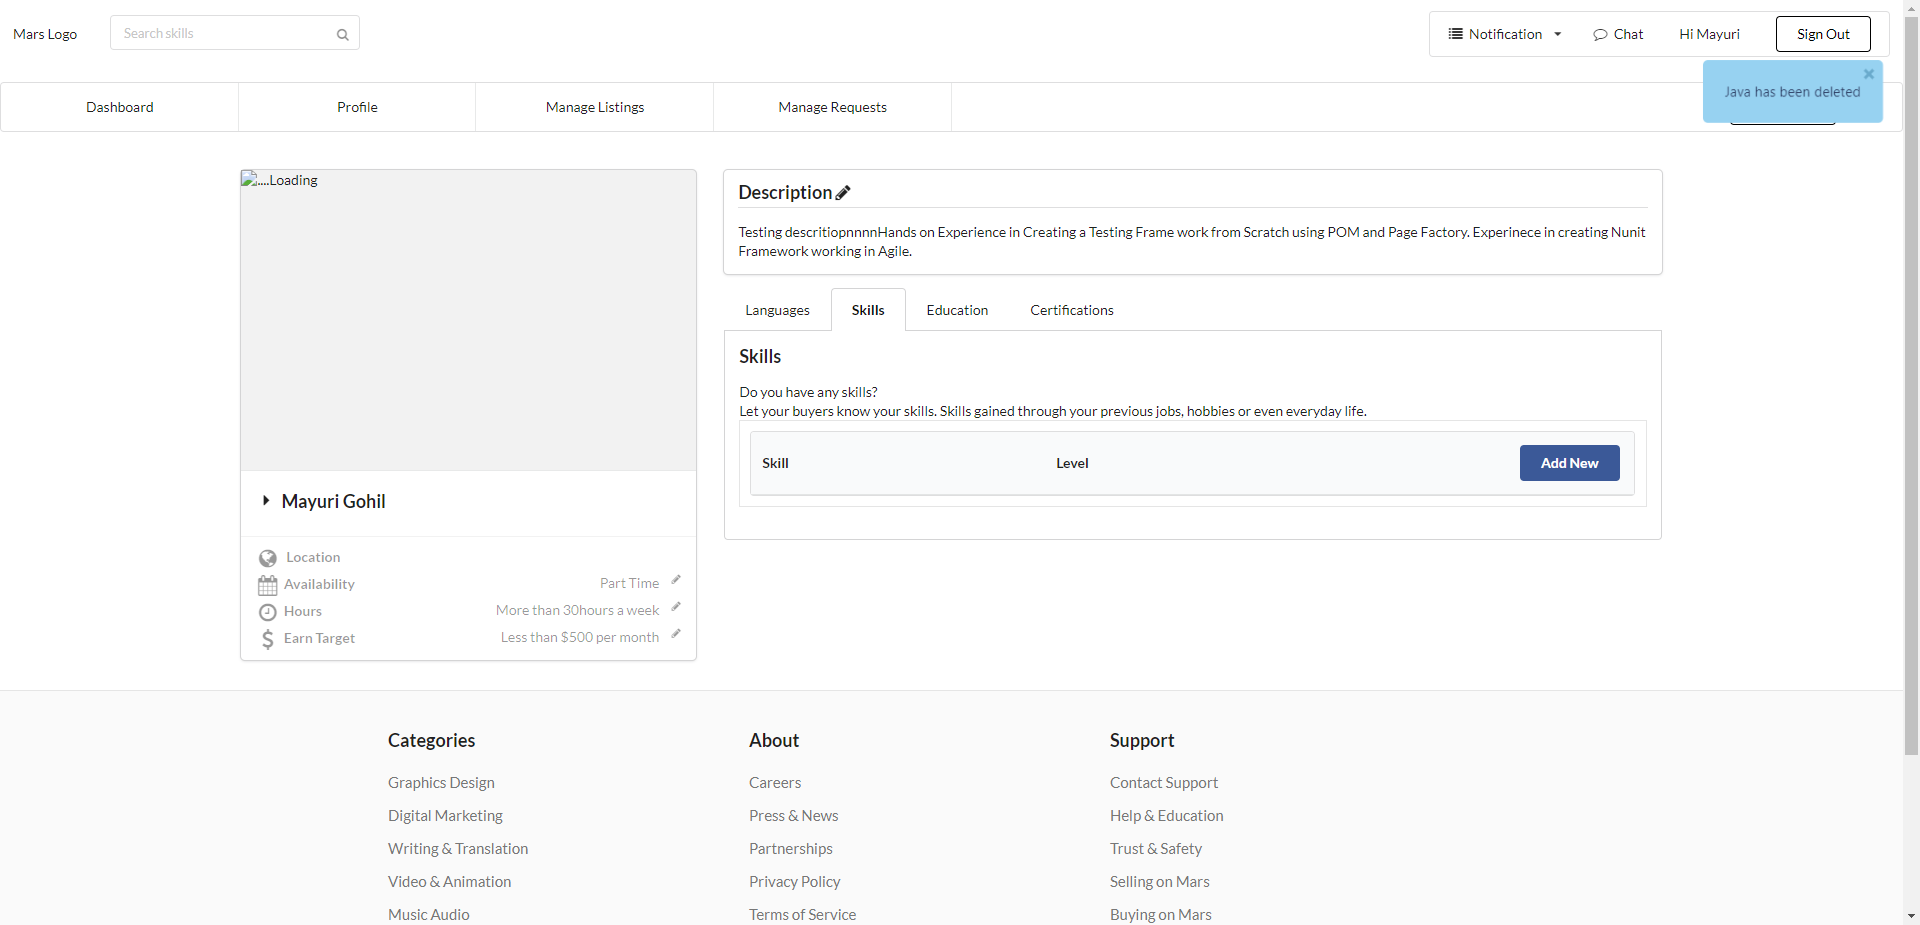 Mars Logo
Search skills
Notification
Chat
Hi Mayuri
Sign Out
Java has been deleted
Dashboard
Profile
Manage Listings
Manage Requests
....Loading
Mayuri Gohil
Location
Availability
Part Time
Hours
More than 30hours a week
Earn Target
Less than $500 per month
Description
Testing descritiopnnnnHands on Experience in Creating a Testing Frame work from Scratch using POM and Page Factory. Experinece in creating Nunit
Framework working in Agile.
Languages
Skills
Education
Certifications
Skills
Do you have any skills?
Let your buyers know your skills. Skills gained through your previous jobs, hobbies or even everyday life.
Skill
Level
Add New
Categories
Graphics Design
Digital Marketing
Writing & Translation
Video & Animation
Music Audio
About
Careers
Press & News
Partnerships
Privacy Policy
Terms of Service
Support
Contact Support
Help & Education
Trust & Safety
Selling on Mars
Buying on Mars